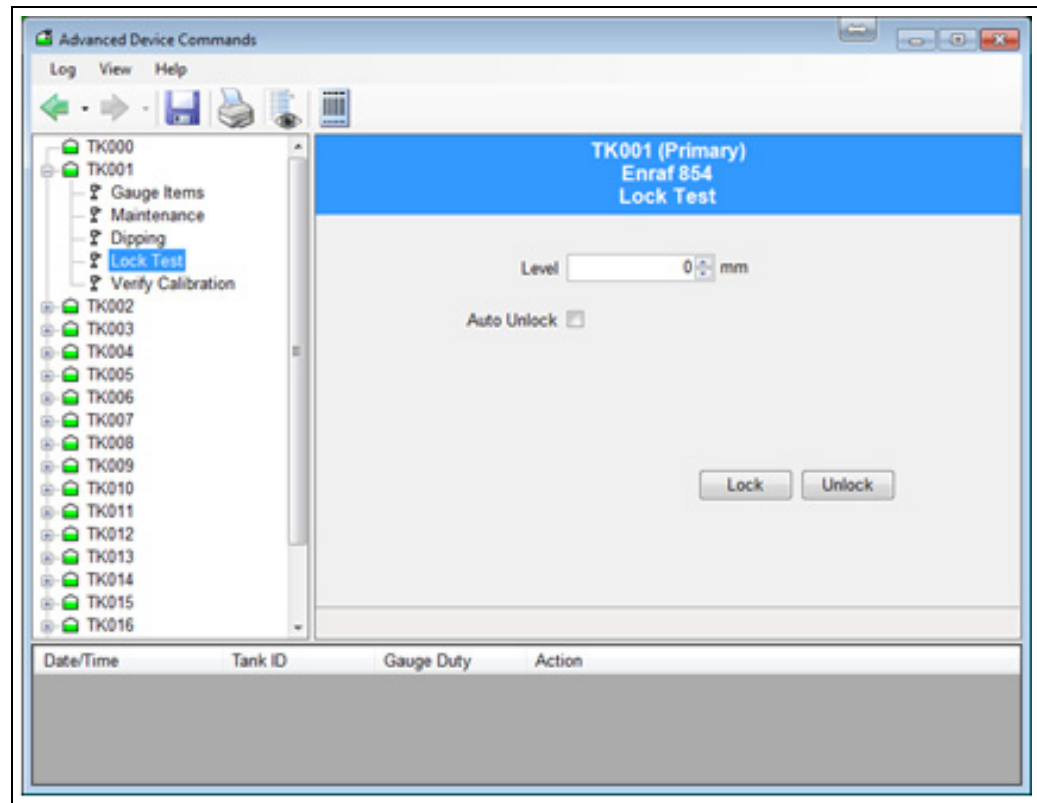 Advanced Device Commands
Log View Help
TK000
TK001
Gauge Items
Maintenance
Dipping
Lock Test
Verify Calibration
TK002
TK003
TK004
TK005
TK006
TK007
TK008
TK009
TK010
TK011
TK012
TK013
TK014
TK015
TK016
TK001 (Primary)
Enraf 854
Lock Test
Level 0 mm
Auto Unlock
Lock Unlock
Date/Time Tank ID Gauge Duty Action